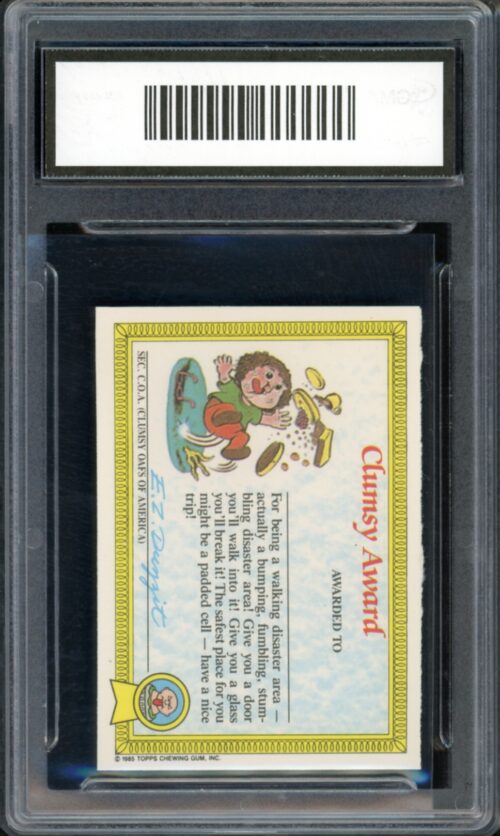 Clumsy Award
AWARDED TO
For being a walking disaster area —
actually a bumping, fumbling, stum-
bling disaster area! Give you a door
you'll walk into it! Give you a glass
you'll break it! The safest place for you
might be a padded cell — have a nice
trip!
E.Z. Duzzit
SEC. C.O.A. (CLUMSY OAFS OF AMERICA)
© 1985 TOPPS CHEWING GUM, INC.